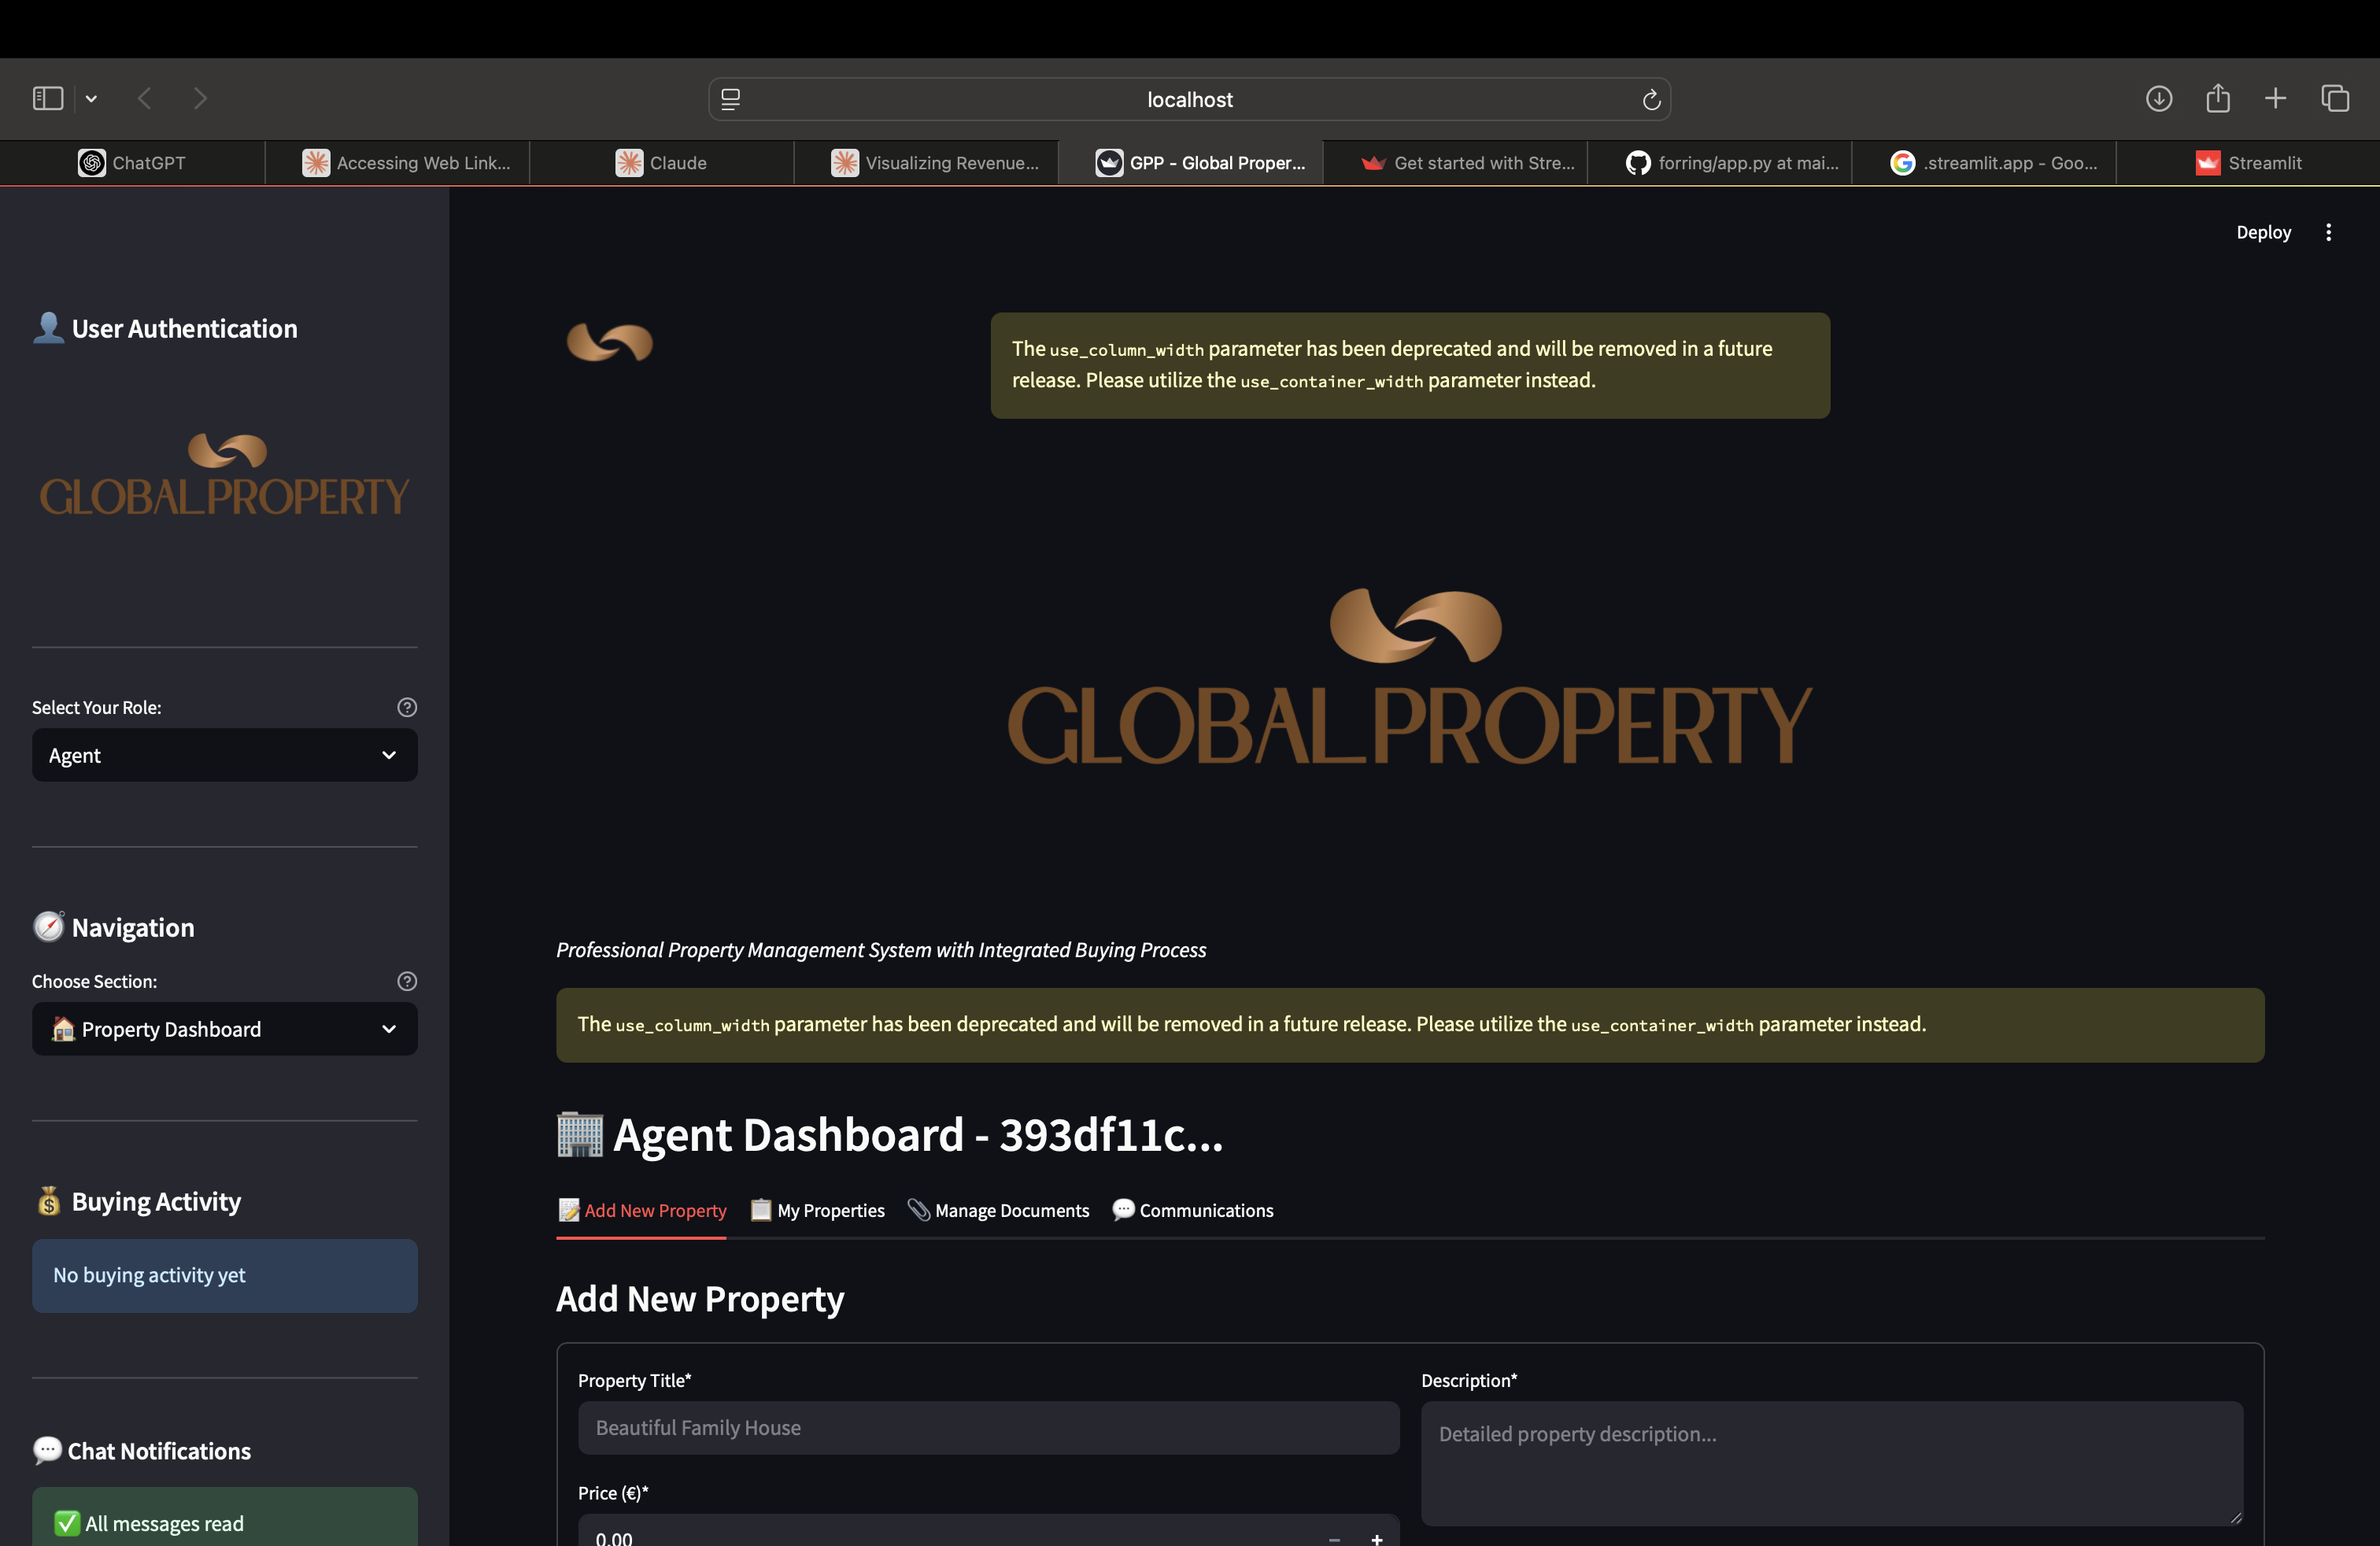 localhost
ChatGPT
Accessing Web Link...
Claude
Visualizing Revenue...
GPP - Global Proper...
Get started with Stre...
forring/app.py at mai...
.streamlit.app - Goo...
Streamlit
Deploy
User Authentication
GLOBAL PROPERTY
Select Your Role:
Agent
Navigation
Choose Section:
Property Dashboard
Buying Activity
No buying activity yet
Chat Notifications
All messages read
The use_column_width parameter has been deprecated and will be removed in a future
release. Please utilize the use_container_width parameter instead.
GLOBAL PROPERTY
Professional Property Management System with Integrated Buying Process
The use_column_width parameter has been deprecated and will be removed in a future release. Please utilize the use_container_width parameter instead.
Agent Dashboard - 393df11c...
Add New Property My Properties Manage Documents Communications
Add New Property
Property Title*
Beautiful Family House
Price (€)*
0.00
Description*
Detailed property description...